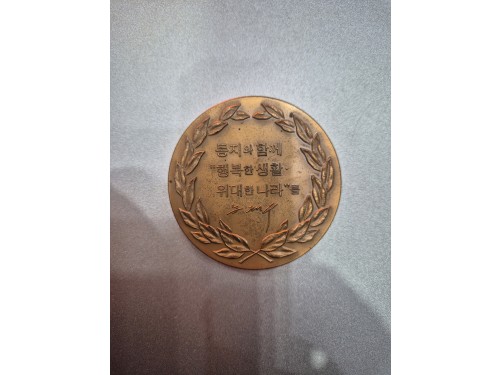 동지와 함께
"행복한 생활·
위대한 나라"를